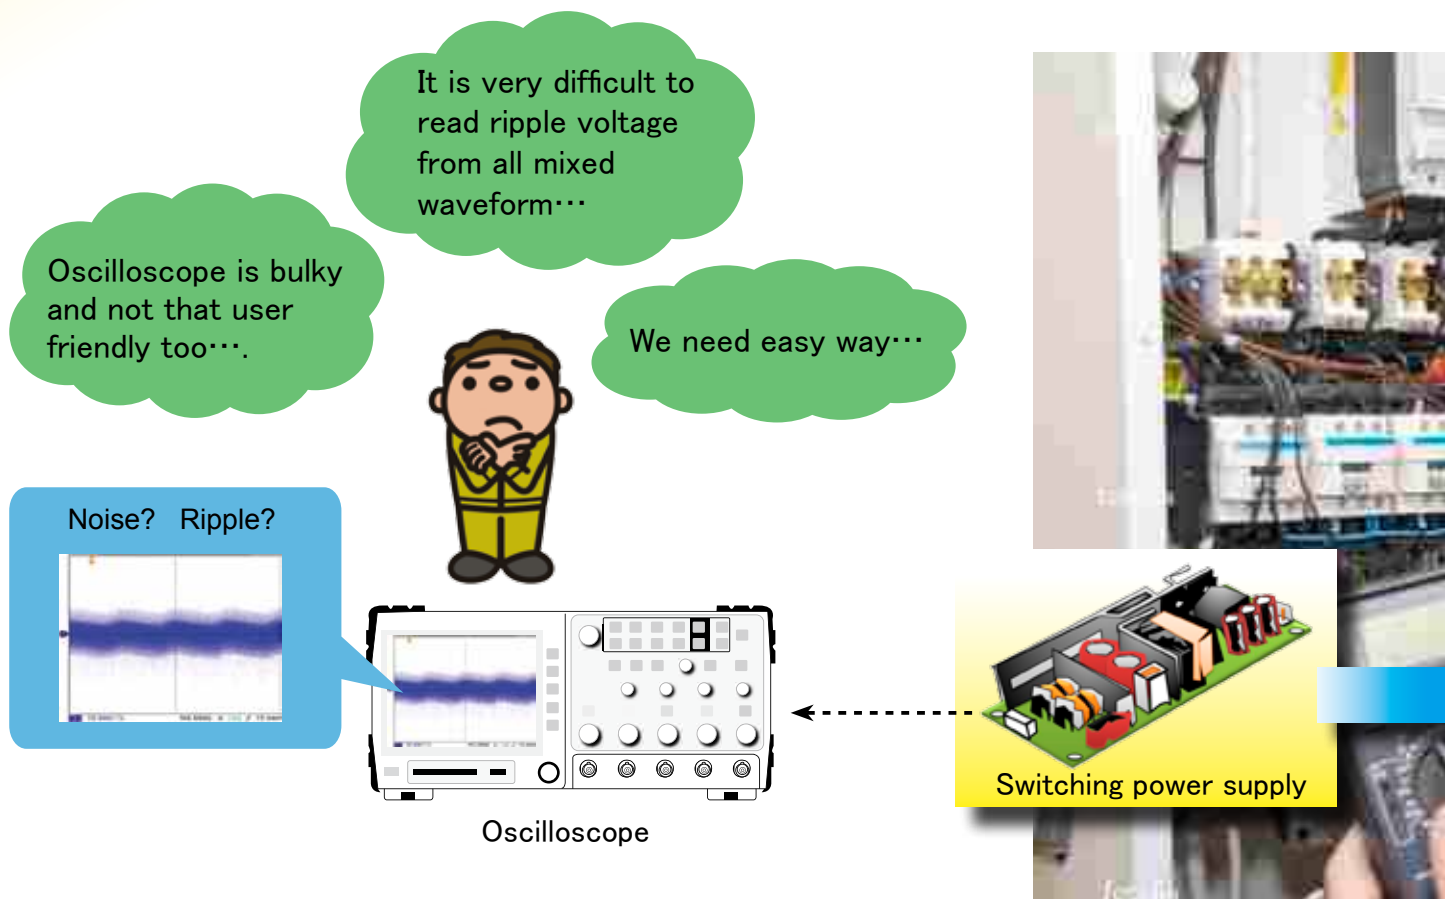 It is very difficult to
read ripple voltage
from all mixed
waveform…
Oscilloscope is bulky
and not that user
friendly too….
We need easy way…
Noise? Ripple?
Switching power supply
Oscilloscope